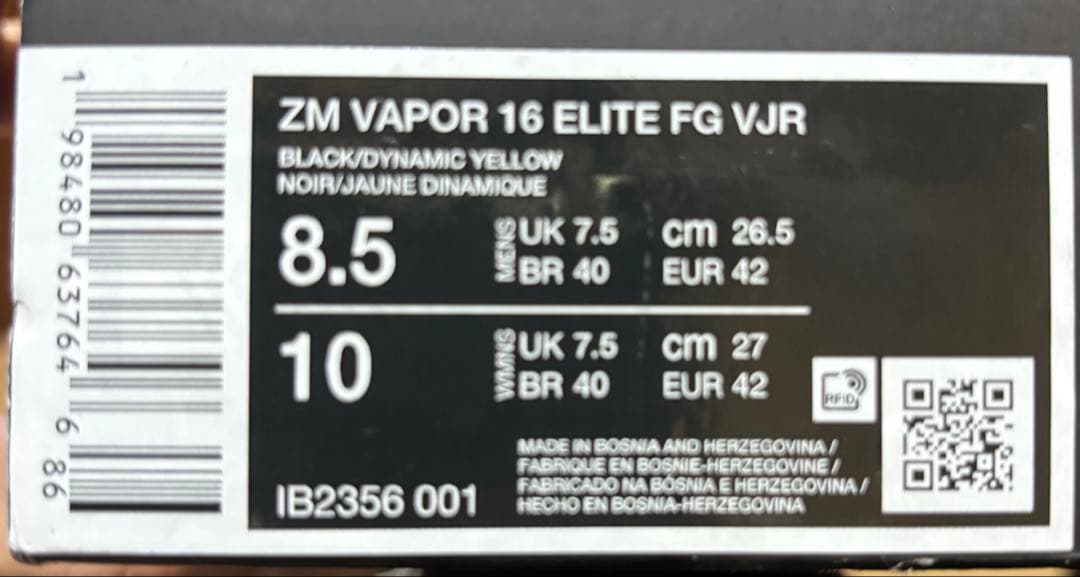 1 98480 63764 6 86
ZM VAPOR 16 ELITE FG VJR
BLACK/DYNAMIC YELLOW
NOIR/JAUNE DINAMIQUE
8.5 MENS UK 7.5 cm 26.5
BR 40 EUR 42
10 WMNS UK 7.5 cm 27
BR 40 EUR 42
RFID
MADE IN BOSNIA AND HERZEGOVINA /
FABRIQUE EN BOSNIE-HERZEGOVINE /
FABRICADO NA BÓSNIA E HERZEGOVINA /
HECHO EN BOSNIA-HERZEGOVINA
IB2356 001